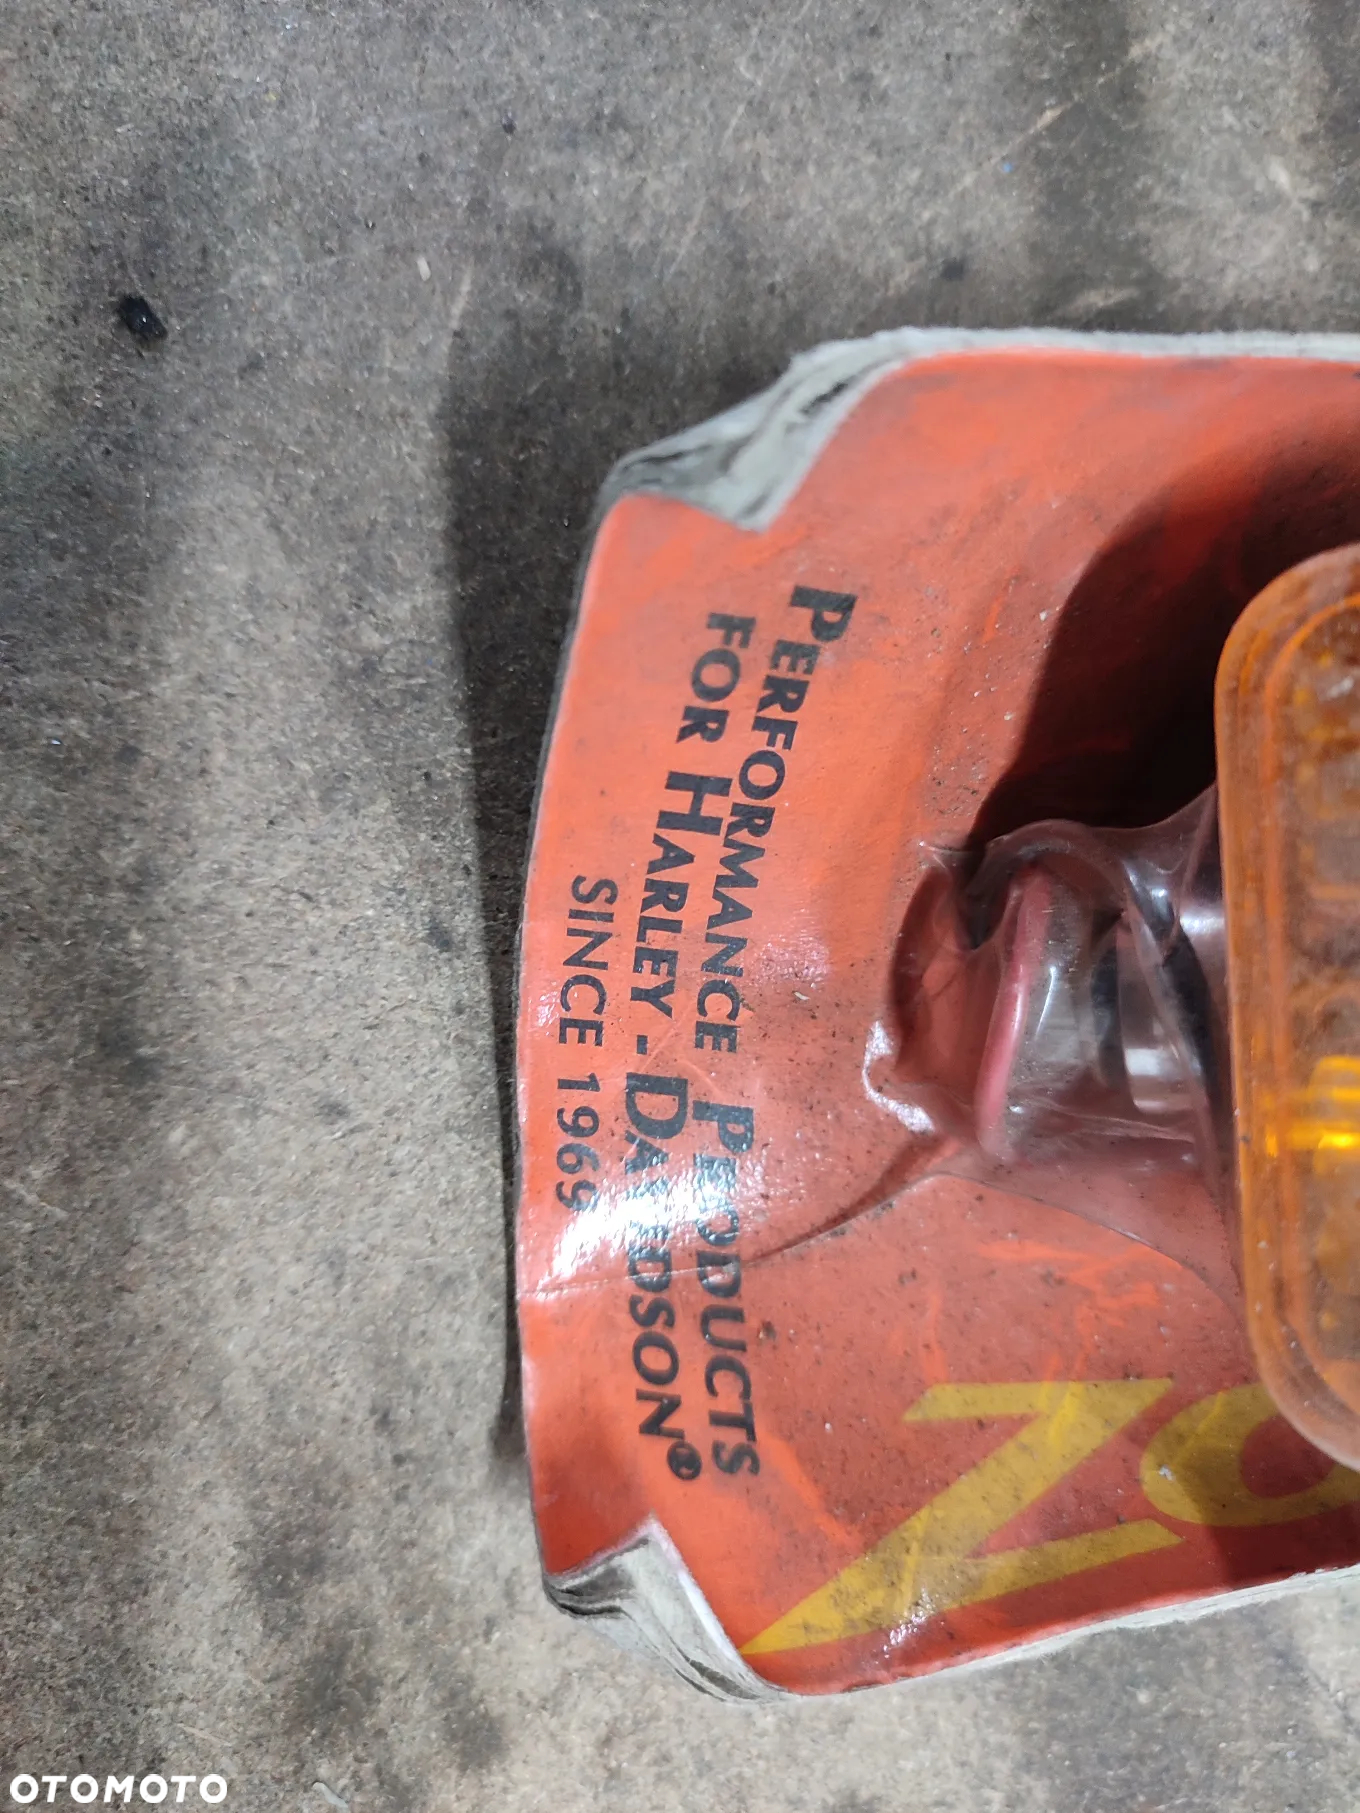 PERFORMANCE PRODUCTS
FOR HARLEY-DAVIDSON®
SINCE 1969
OTOMOTO